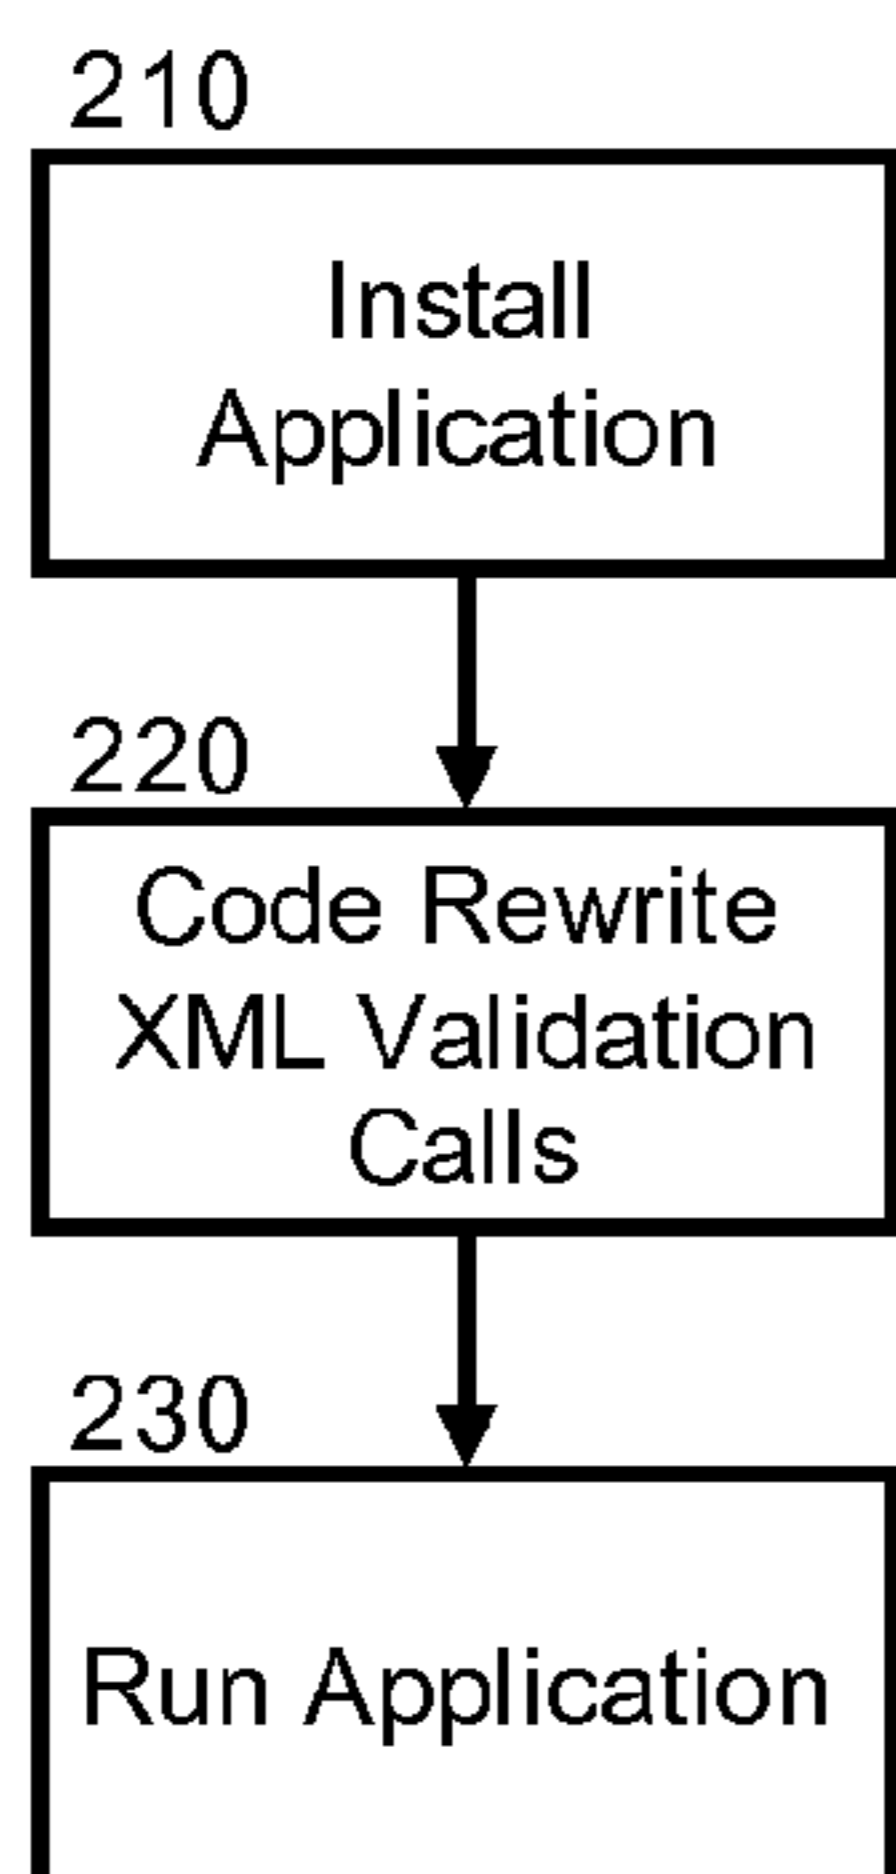 210
Install
Application
220
Code Rewrite
XML Validation
Calls
230
Run Application